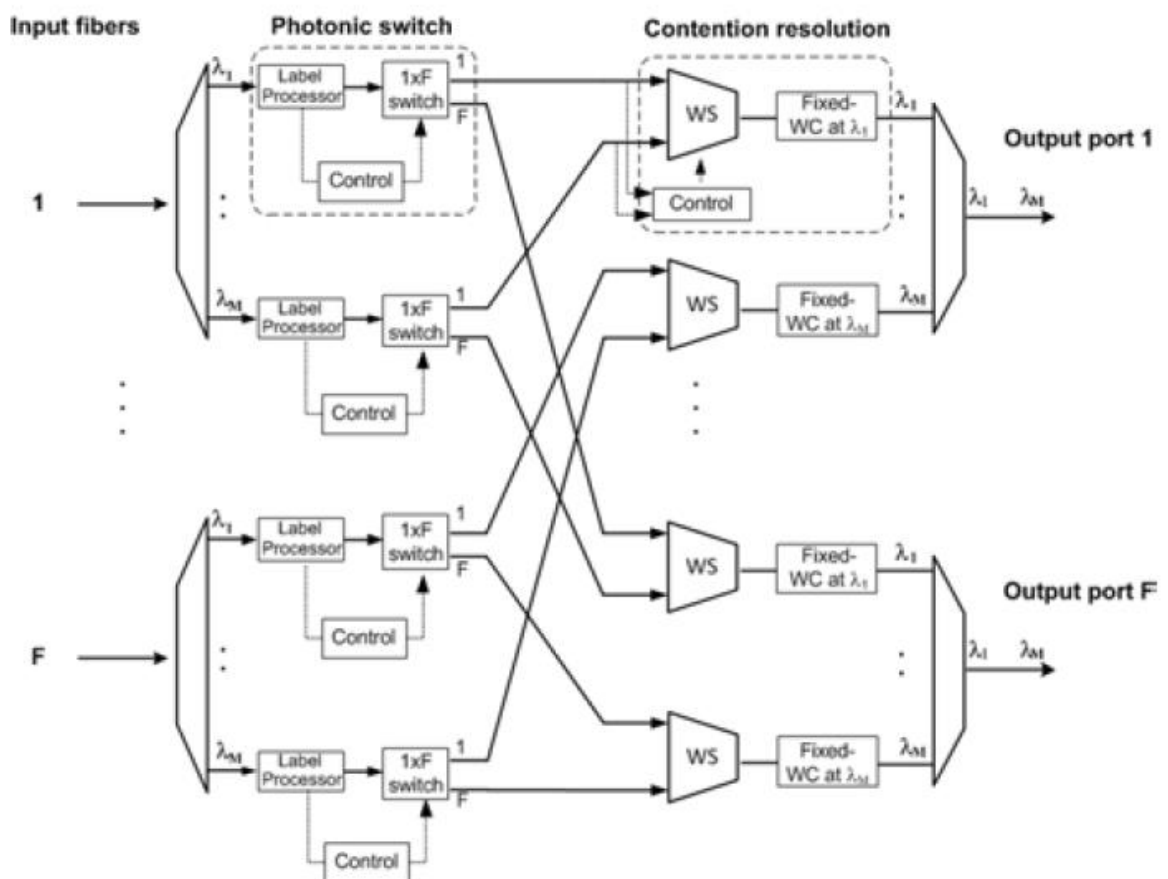 Input fibers
Photonic switch
Contention resolution
λ1
Label
Processor
1xF
switch
1
F
Control
WS
Fixed-
WC at λ1
λ1
Control
Output port 1
1
λ1 λM
λM
Label
Processor
1xF
switch
1
F
Control
WS
Fixed-
WC at λM
λM
λ1
Label
Processor
1xF
switch
1
F
Control
WS
Fixed-
WC at λ1
λ1
Output port F
F
λ1 λM
λM
Label
Processor
1xF
switch
1
F
Control
WS
Fixed-
WC at λM
λM